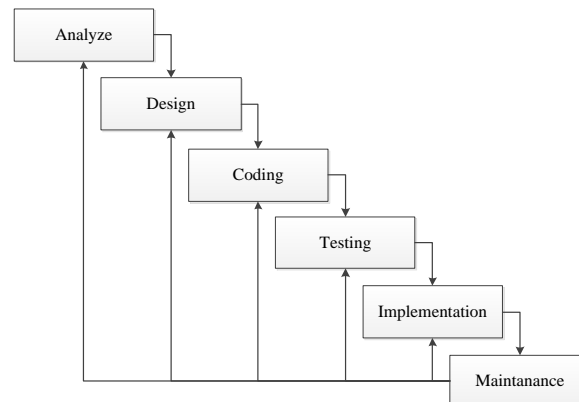 Analyze
Design
Coding
Testing
Implementation
Maintanance